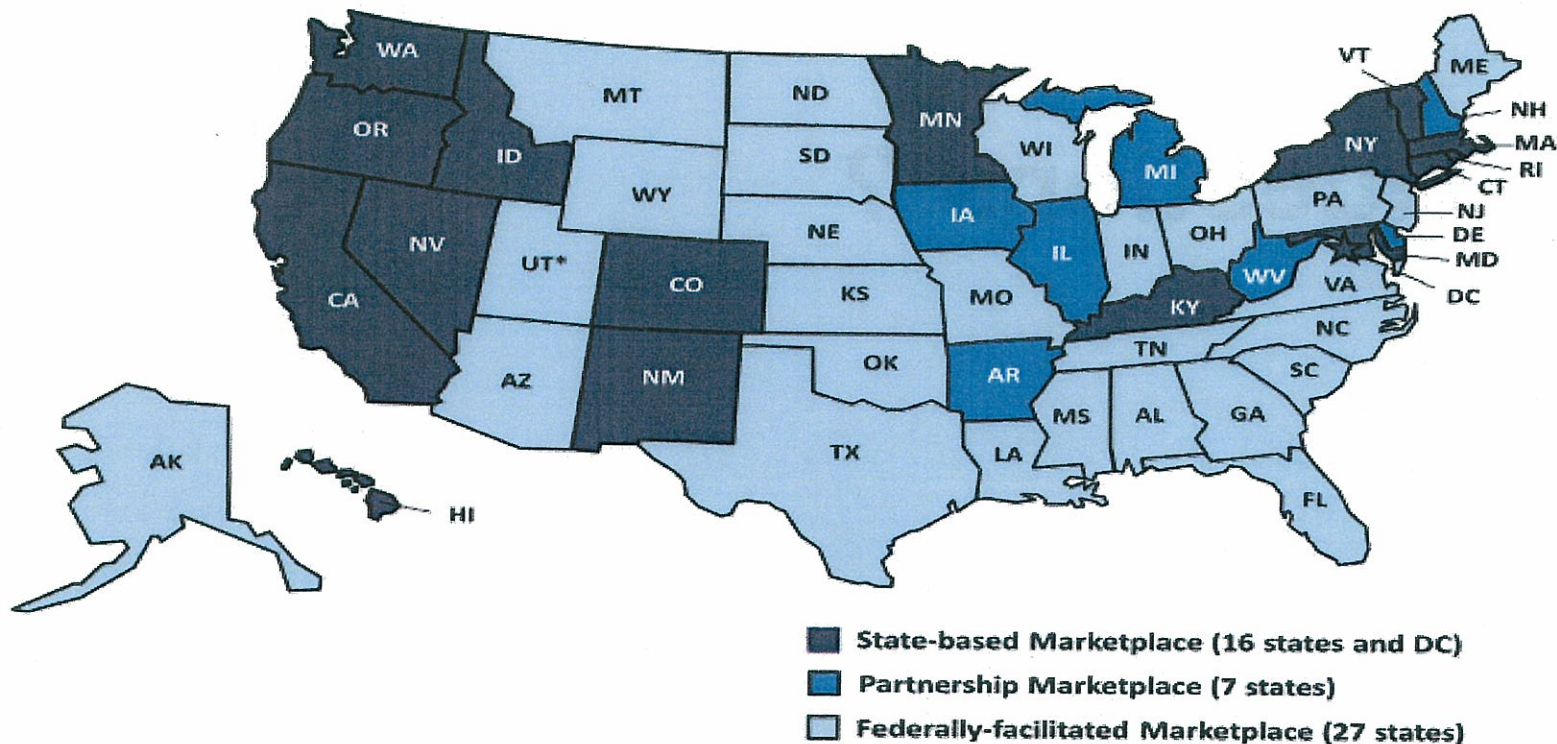 WA
MT
ND
MN
VT
ME
OR
ID
SD
WI
MI
NY
NH
MA
RI
CT
WY
IA
PA
NJ
NV
UT*
NE
IL
IN
OH
DE
MD
WV
VA
DC
CA
CO
KS
MO
KY
NC
TN
AZ
NM
OK
AR
SC
MS
AL
GA
AK
TX
LA
FL
HI
State-based Marketplace (16 states and DC)
Partnership Marketplace (7 states)
Federally-facilitated Marketplace (27 states)